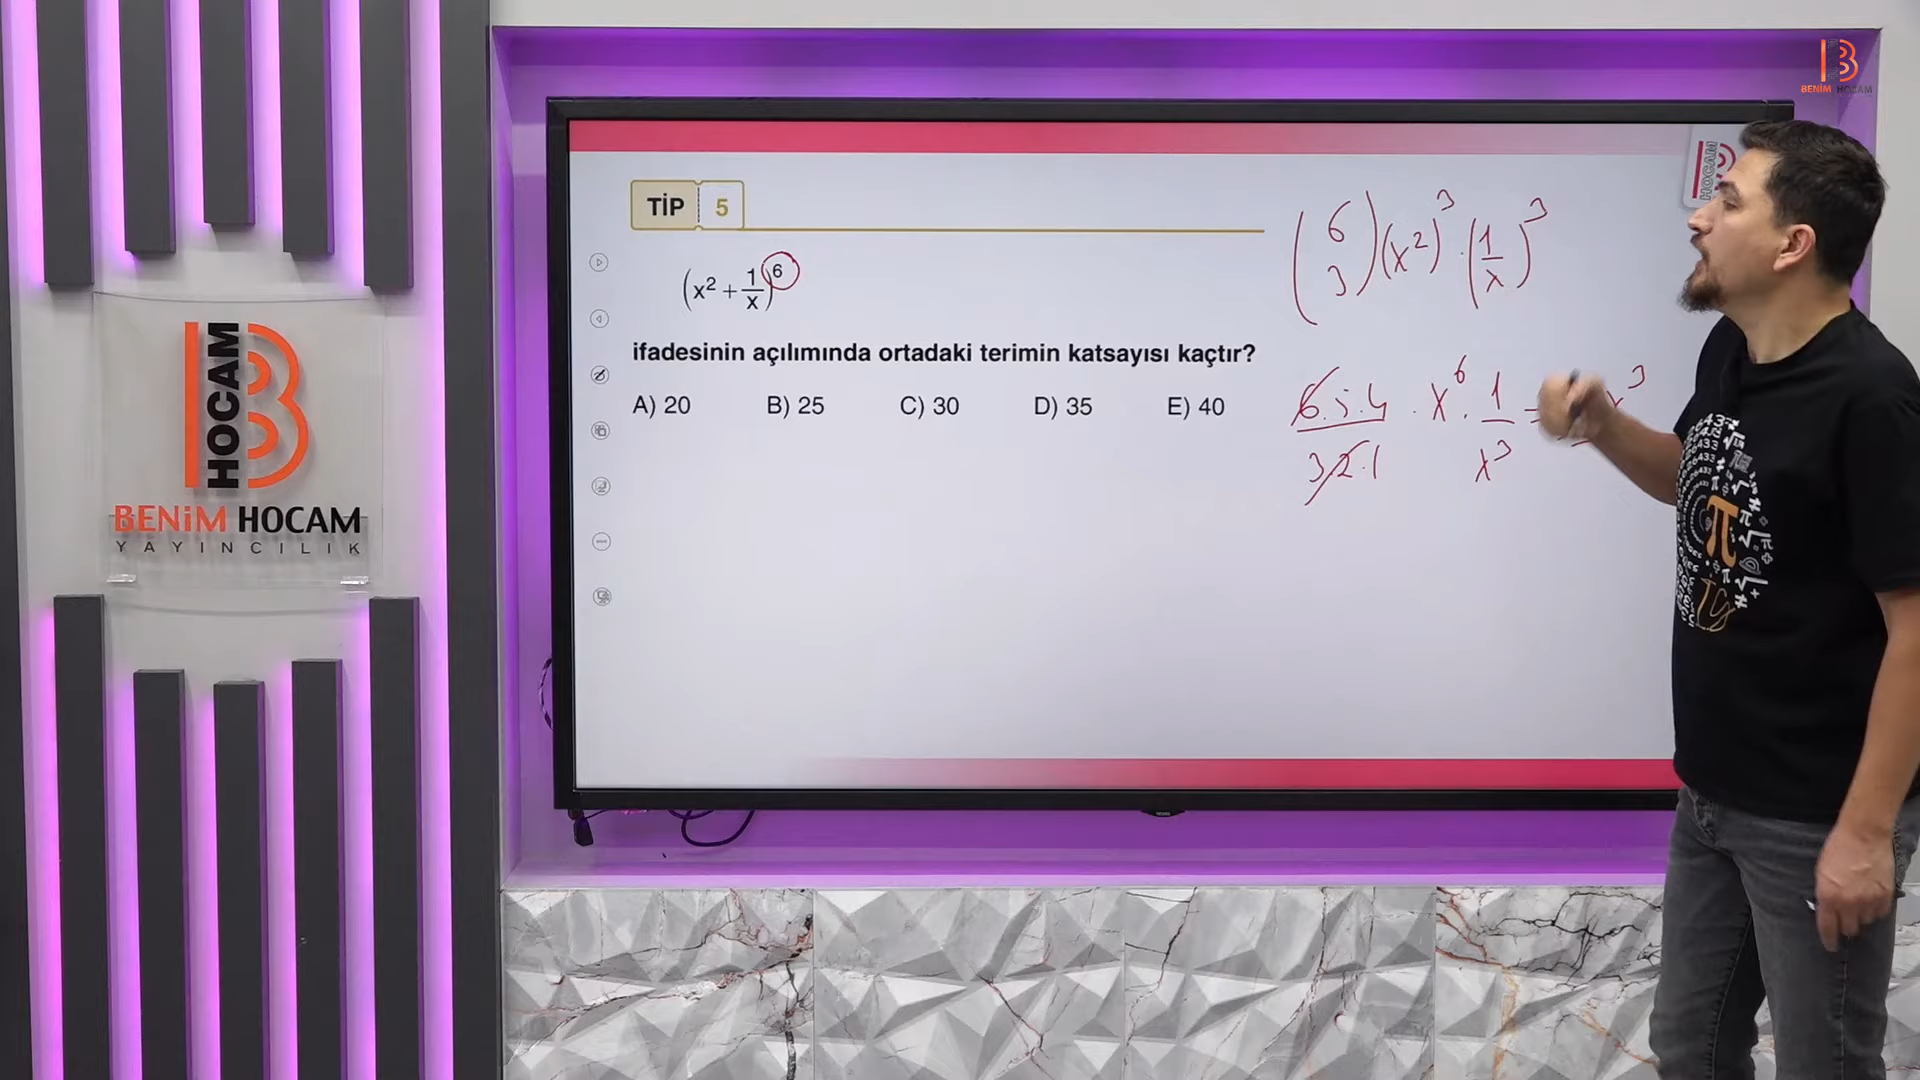 BENİM HOCAM
HOCAM
TİP 5
(x² + 1/x)⁶
ifadesinin açılımında ortadaki terimin katsayısı kaçtır?
A) 20 B) 25 C) 30 D) 35 E) 40
(6 3)(x²)³ · (1/x)³
6.5.4 / 3.2.1 · x⁶ · 1/x³ = x³
HOCAM
BENİM HOCAM
YAYINCILIK
π